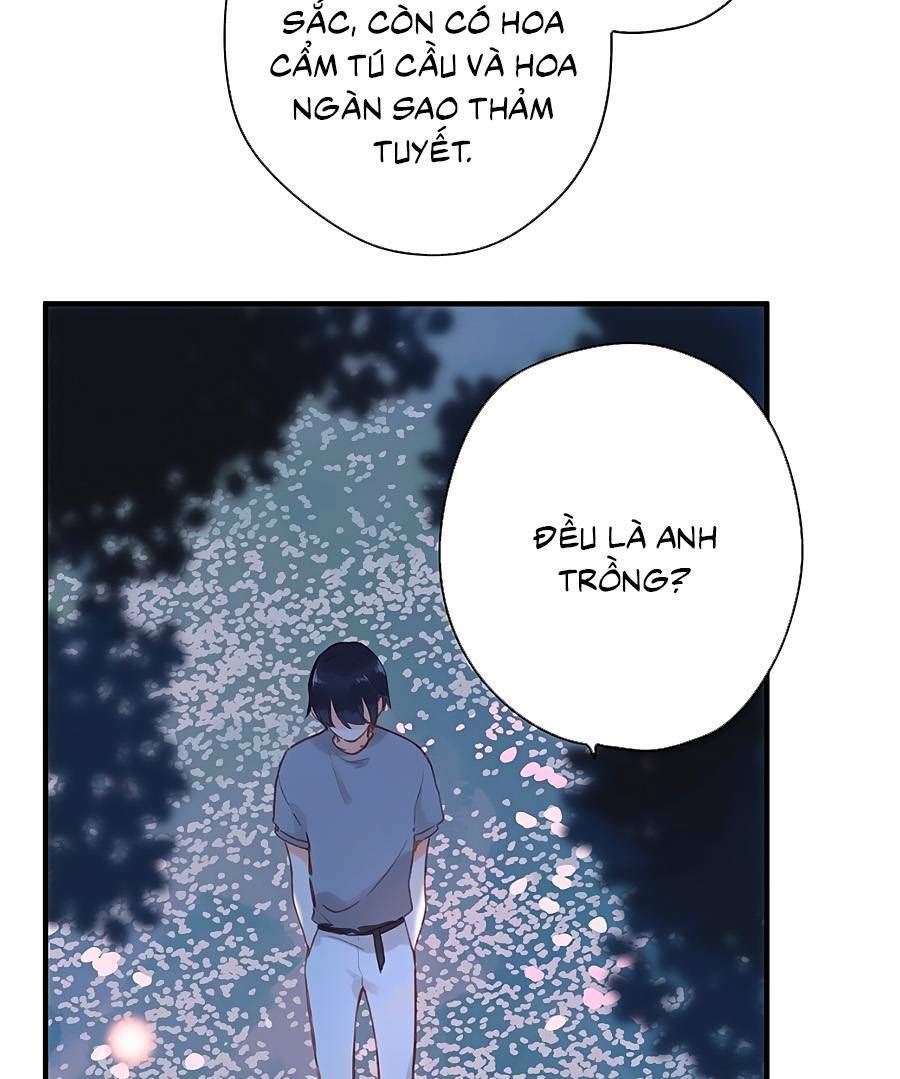 SẮC, CÒN CÓ HOA
CẨM TÚ CẦU VÀ HOA
NGÀN SAO THẢM
TUYẾT.
ĐỀU LÀ ANH
TRỒNG?